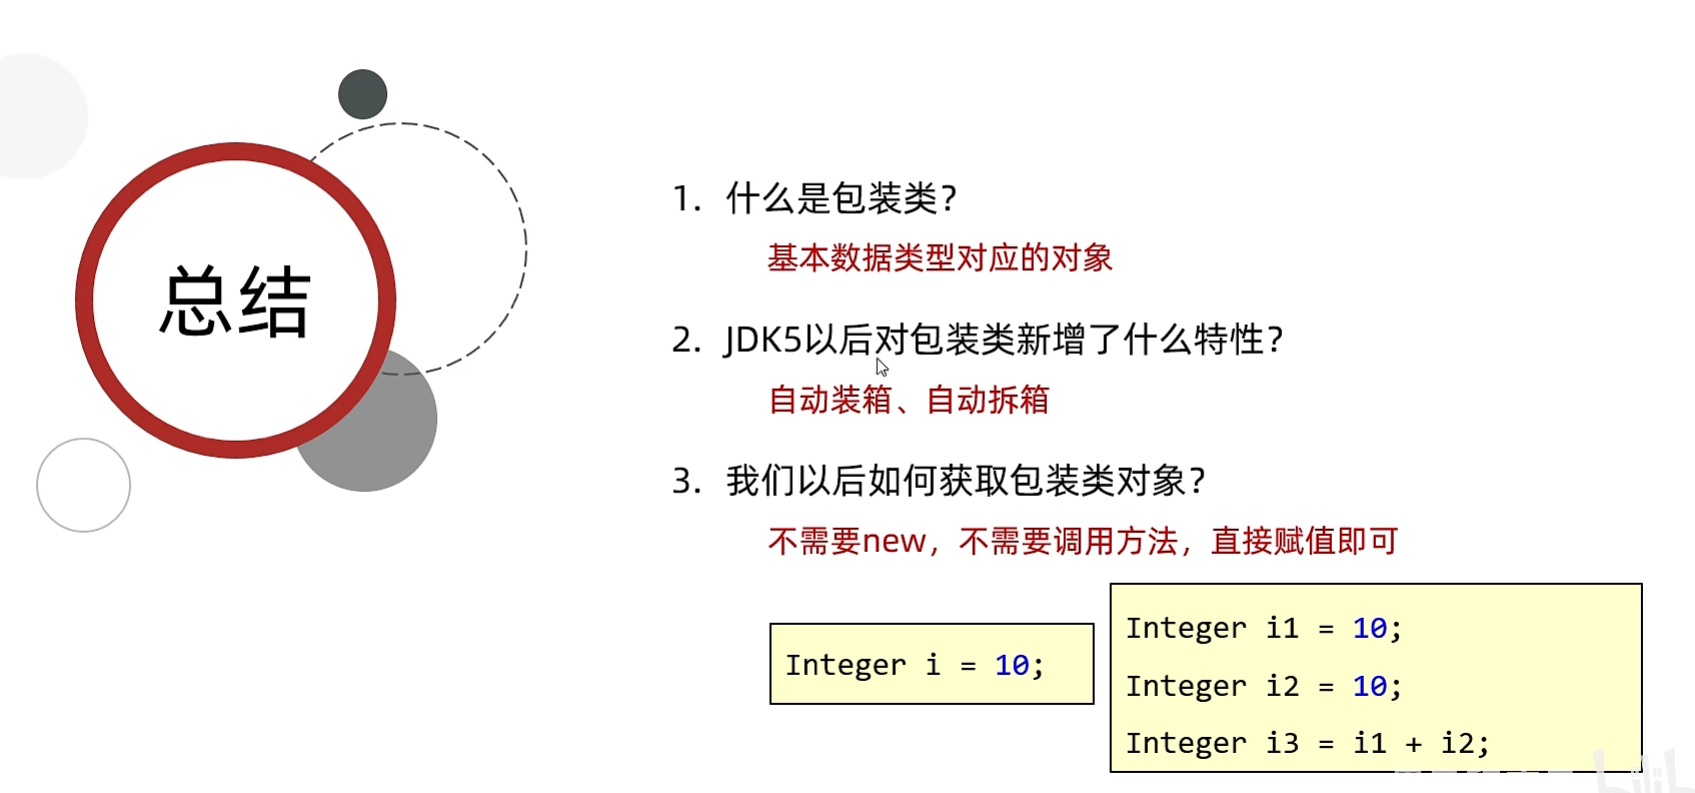 总结
1. 什么是包装类?
基本数据类型对应的对象
2. JDK5以后对包装类新增了什么特性?
自动装箱、自动拆箱
3. 我们以后如何获取包装类对象?
不需要new，不需要调用方法，直接赋值即可
Integer i = 10;
Integer i1 = 10;
Integer i2 = 10;
Integer i3 = i1 + i2;